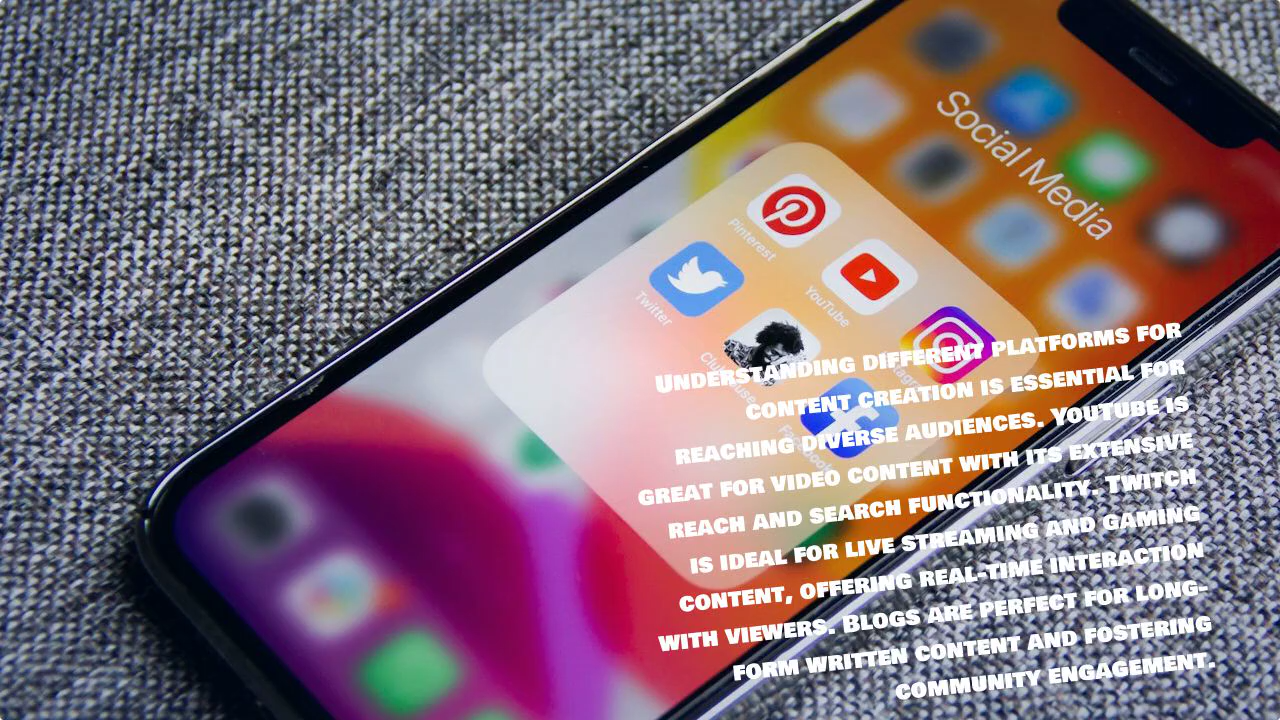 Social Media
Pinterest
YouTube
Twitter
Facebook
Understanding different platforms for
content creation is essential for
reaching diverse audiences. YouTube is
great for video content with its extensive
reach and search functionality. Twitch
is ideal for live streaming and gaming
content, offering real-time interaction
with viewers. Blogs are perfect for long-
form written content and fostering
community engagement.